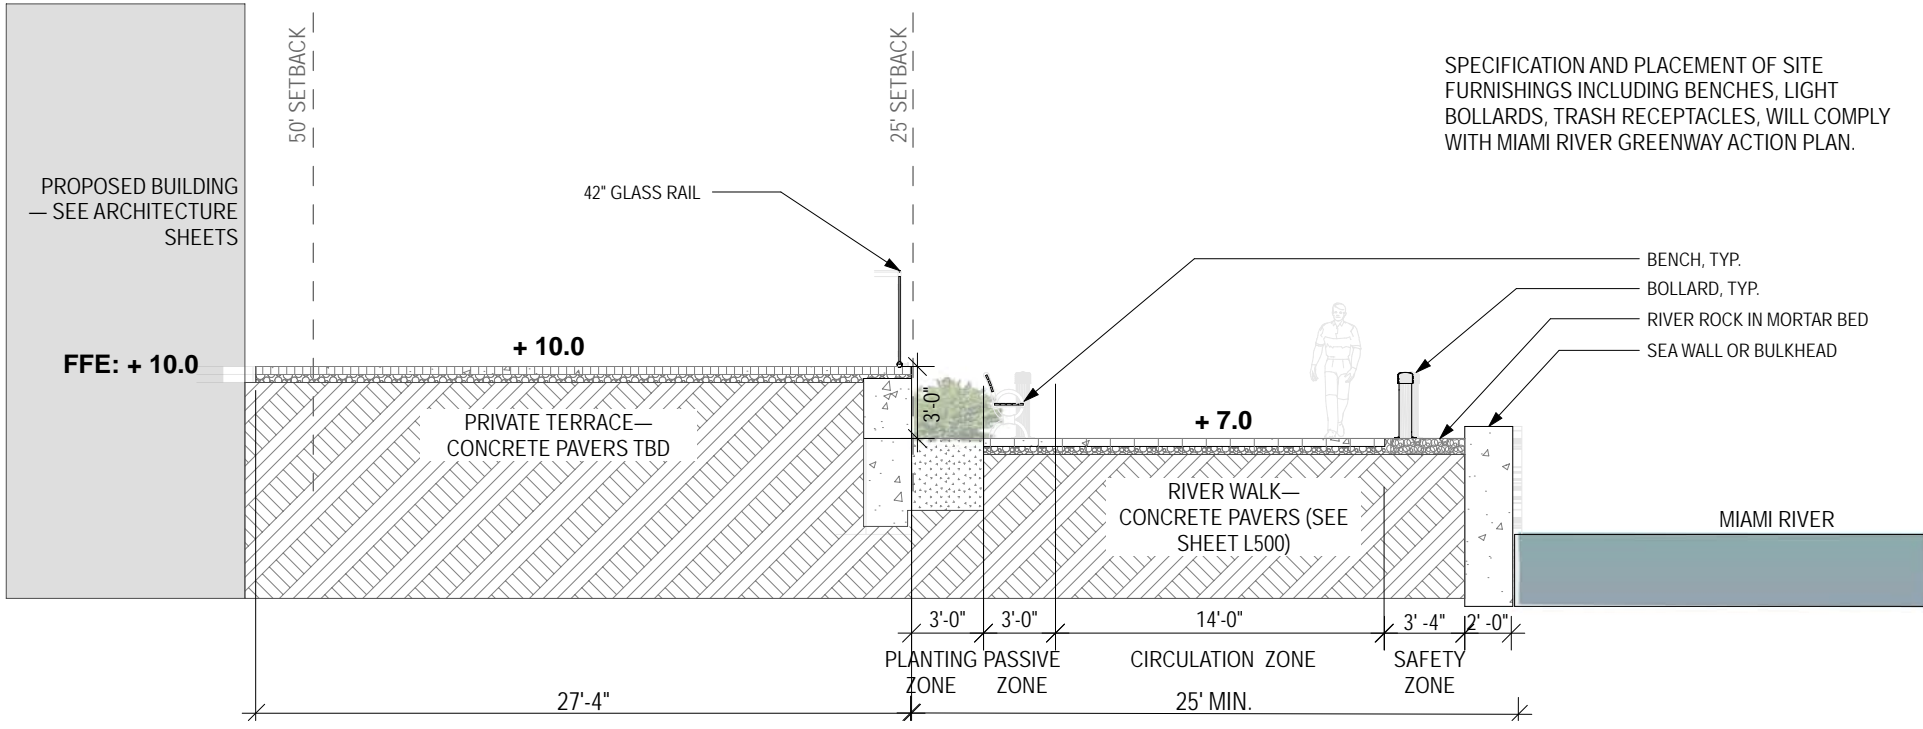 50' SETBACK
25' SETBACK
SPECIFICATION AND PLACEMENT OF SITE
FURNISHINGS INCLUDING BENCHES, LIGHT
BOLLARDS, TRASH RECEPTACLES, WILL COMPLY
WITH MIAMI RIVER GREENWAY ACTION PLAN.
PROPOSED BUILDING
— SEE ARCHITECTURE
SHEETS
42" GLASS RAIL
BENCH, TYP.
BOLLARD, TYP.
RIVER ROCK IN MORTAR BED
SEA WALL OR BULKHEAD
FFE: + 10.0
+ 10.0
3'-0"
+ 7.0
PRIVATE TERRACE—
CONCRETE PAVERS TBD
RIVER WALK—
CONCRETE PAVERS (SEE
SHEET L500)
MIAMI RIVER
3'-0"
3'-0"
14'-0"
3' -4"
2' -0"
PLANTING
ZONE
PASSIVE
ZONE
CIRCULATION ZONE
SAFETY
ZONE
27'-4"
25' MIN.